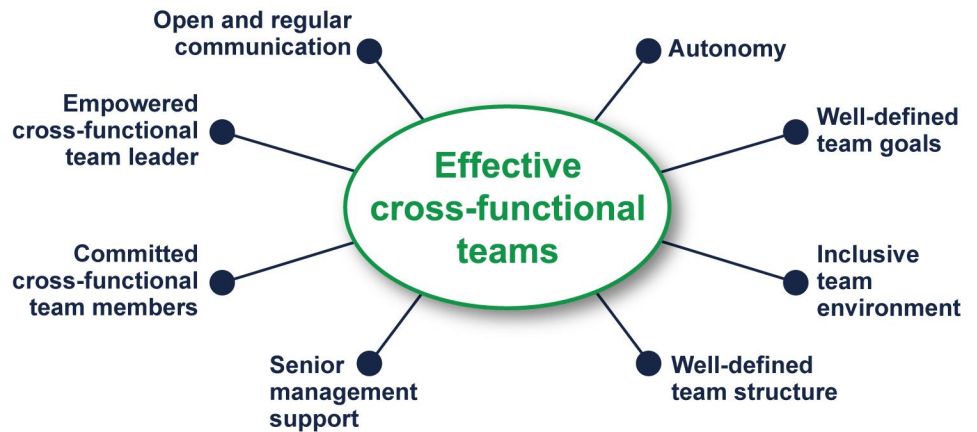 Open and regular
communication
Autonomy
Empowered
cross-functional
team leader
Well-defined
team goals
Effective
cross-functional
teams
Committed
cross-functional
team members
Inclusive
team
environment
Senior
management
support
Well-defined
team structure